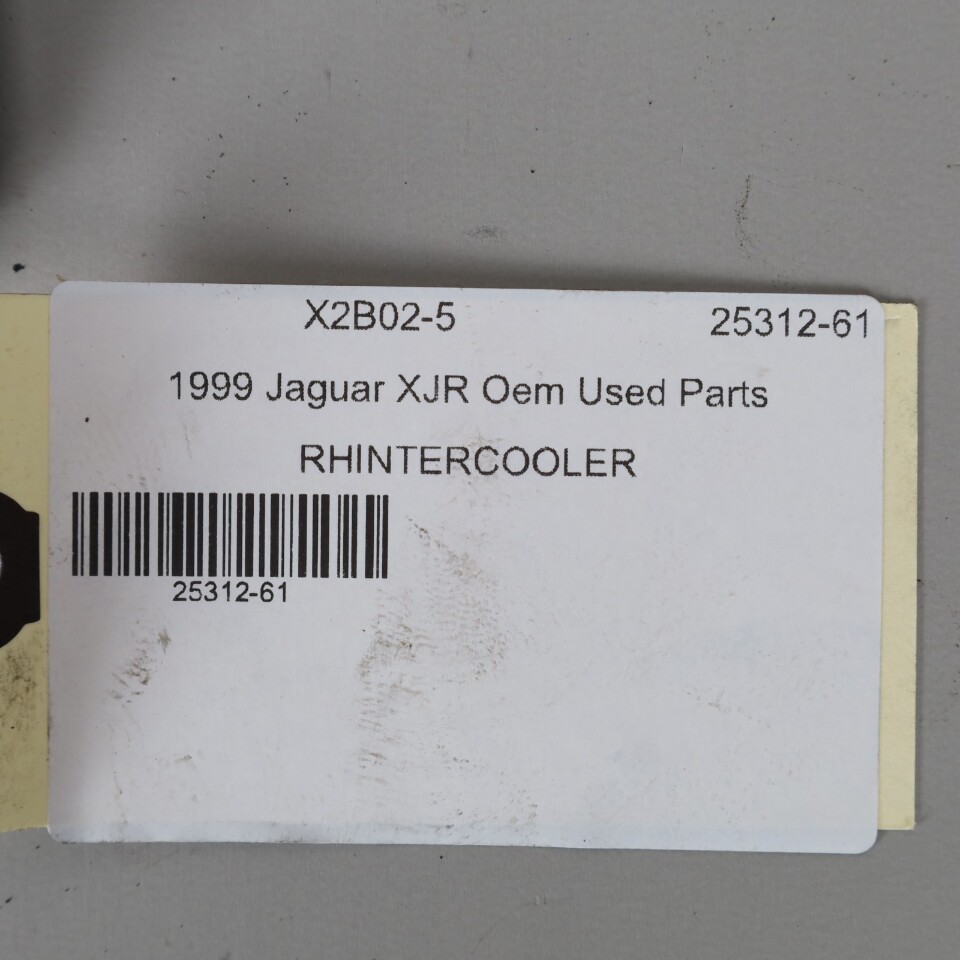 X2B02-5 25312-61
1999 Jaguar XJR Oem Used Parts
RHINTERCOOLER
25312-61